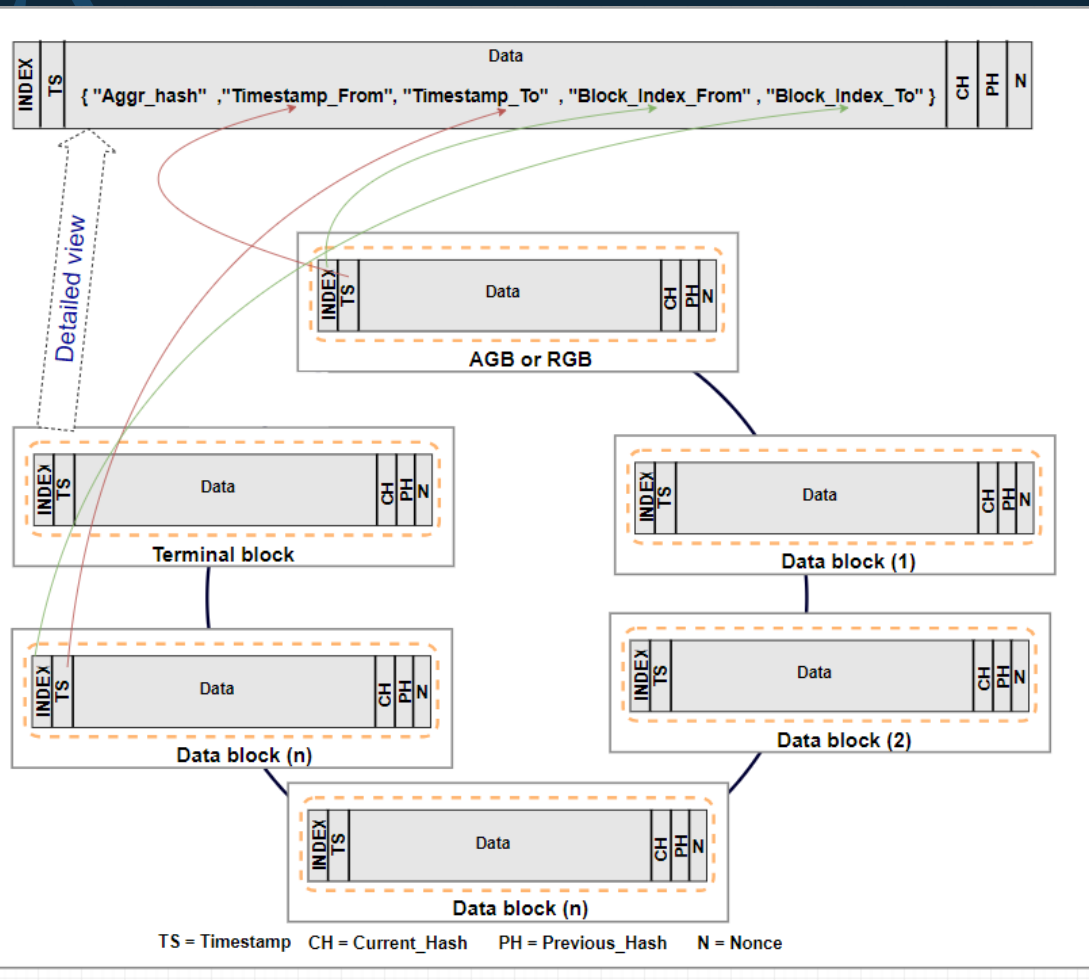 INDEX TS Data CH PH N
{ "Aggr_hash" ,"Timestamp_From", "Timestamp_To" , "Block_Index_From" , "Block_Index_To" }
Detailed view
INDEX TS Data CH PH N
AGB or RGB
INDEX TS Data CH PH N
Terminal block
INDEX TS Data CH PH N
Data block (1)
INDEX TS Data CH PH N
Data block (n)
INDEX TS Data CH PH N
Data block (2)
INDEX TS Data CH PH N
Data block (n)
TS = Timestamp CH = Current_Hash PH = Previous_Hash N = Nonce